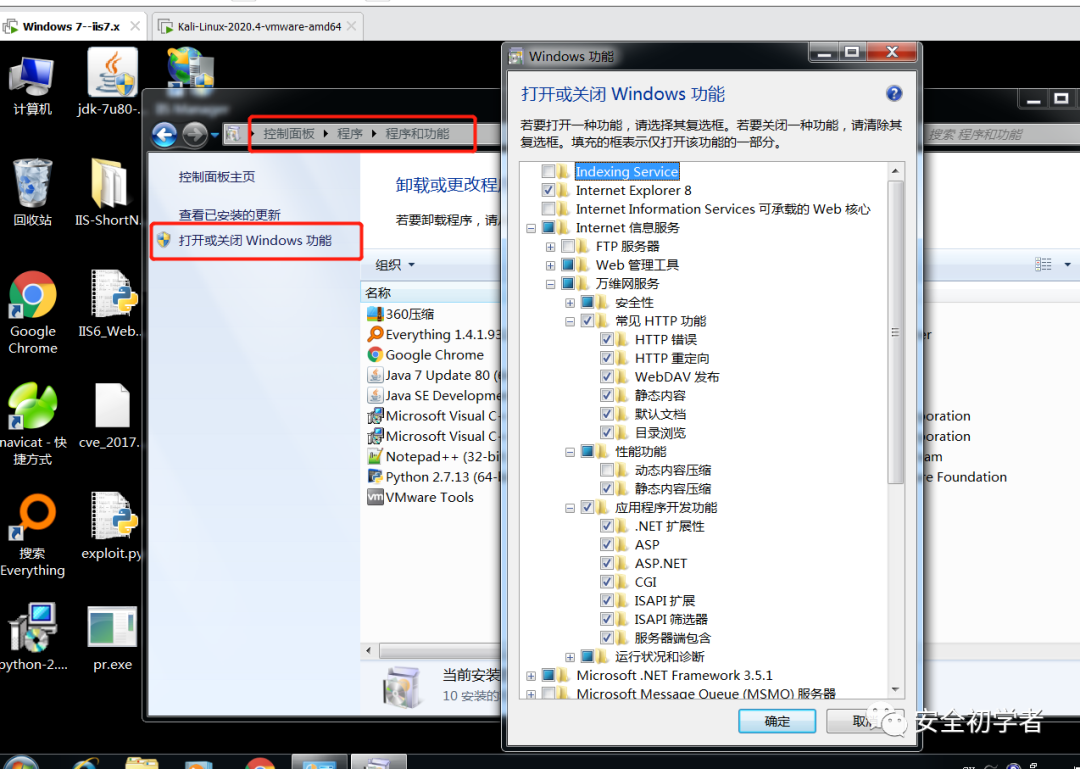 Windows 7--iis7.x
Kali-Linux-2020.4-vmware-amd64
计算机
jdk-7u80-..
回收站
IIS-ShortN..
Google
Chrome
IIS6_Web..
navicat - 快
捷方式
cve_2017..
搜索
Everything
exploit.py
python-2....
pr.exe
控制面板 程序 程序和功能
搜索 程序和功能
控制面板主页
查看已安装的更新
打开或关闭 Windows 功能
卸载或更改程
若要卸载程序，请
组织
名称
360压缩
Everything 1.4.1.93
Google Chrome
Java 7 Update 80
Java SE Developme
Microsoft Visual C
Microsoft Visual C
Notepad++ (32-bi
Python 2.7.13 (64-
VMware Tools
er
oration
oration
am
e Foundation
当前安装
10 安装的
Windows 功能
打开或关闭 Windows 功能
若要打开一种功能，请选择其复选框。若要关闭一种功能，请清除其
复选框。填充的框表示仅打开该功能的一部分。
Indexing Service
Internet Explorer 8
Internet Information Services 可承载的 Web 核心
Internet 信息服务
FTP 服务器
Web 管理工具
万维网服务
安全性
常见 HTTP 功能
HTTP 错误
HTTP 重定向
WebDAV 发布
静态内容
默认文档
目录浏览
性能功能
动态内容压缩
静态内容压缩
应用程序开发功能
.NET 扩展性
ASP
ASP.NET
CGI
ISAPI 扩展
ISAPI 筛选器
服务器端包含
运行状况和诊断
Microsoft .NET Framework 3.5.1
Microsoft Message Queue (MSMQ) 服务器
确定
取
安全初学者